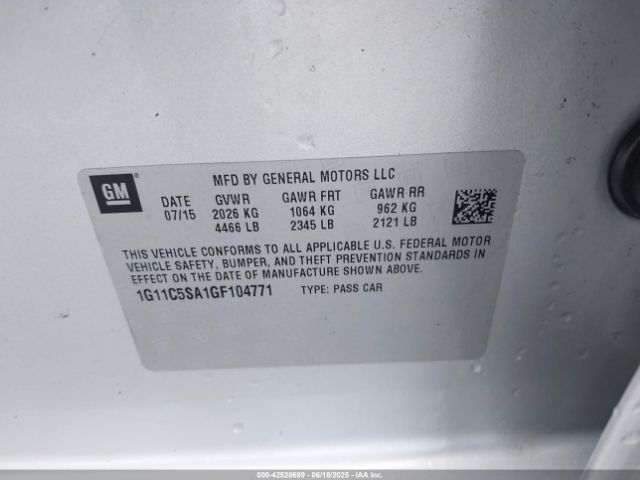 GM
MFD BY GENERAL MOTORS LLC
DATE GVWR GAWR FRT GAWR RR
07/15 2026 KG 1064 KG 962 KG
4466 LB 2345 LB 2121 LB
THIS VEHICLE CONFORMS TO ALL APPLICABLE U.S. FEDERAL MOTOR
VEHICLE SAFETY, BUMPER, AND THEFT PREVENTION STANDARDS IN
EFFECT ON THE DATE OF MANUFACTURE SHOWN ABOVE.
1G11C5SA1GF104771 TYPE: PASS CAR
000-42528699 - 06/18/2025 - IAA Inc.